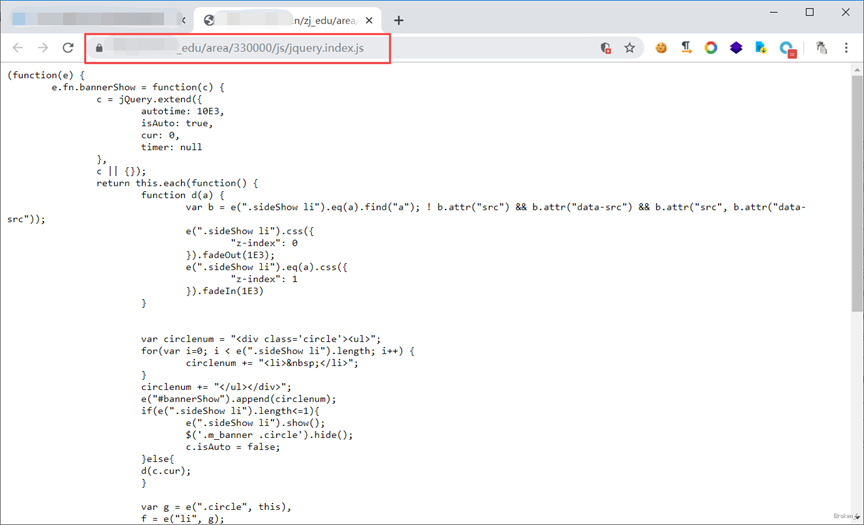 .n/zj_edu/area/
_edu/area/330000/js/jquery.index.js
(function(e) {
e.fn.bannerShow = function(c) {
c = jQuery.extend({
autotime: 10E3,
isAuto: true,
cur: 0,
timer: null
},
c || {});
return this.each(function() {
function d(a) {
var b = e(".sideShow li").eq(a).find("a"); ! b.attr("src") && b.attr("data-src") && b.attr("src", b.attr("data-
src"));
e(".sideShow li").css({
"z-index": 0
}).fadeOut(1E3);
e(".sideShow li").eq(a).css({
"z-index": 1
}).fadeIn(1E3)
}
var circlenum = "<div class='circle'><ul>";
for(var i=0; i < e(".sideShow li").length; i++) {
circlenum += "<li>&nbsp;</li>";
}
circlenum += "</ul></div>";
e("#bannerShow").append(circlenum);
if(e(".sideShow li").length<=1){
e(".sideShow li").show();
$('.m_banner .circle').hide();
c.isAuto = false;
}else{
d(c.cur);
}
var g = e(".circle", this),
f = e("li", g);